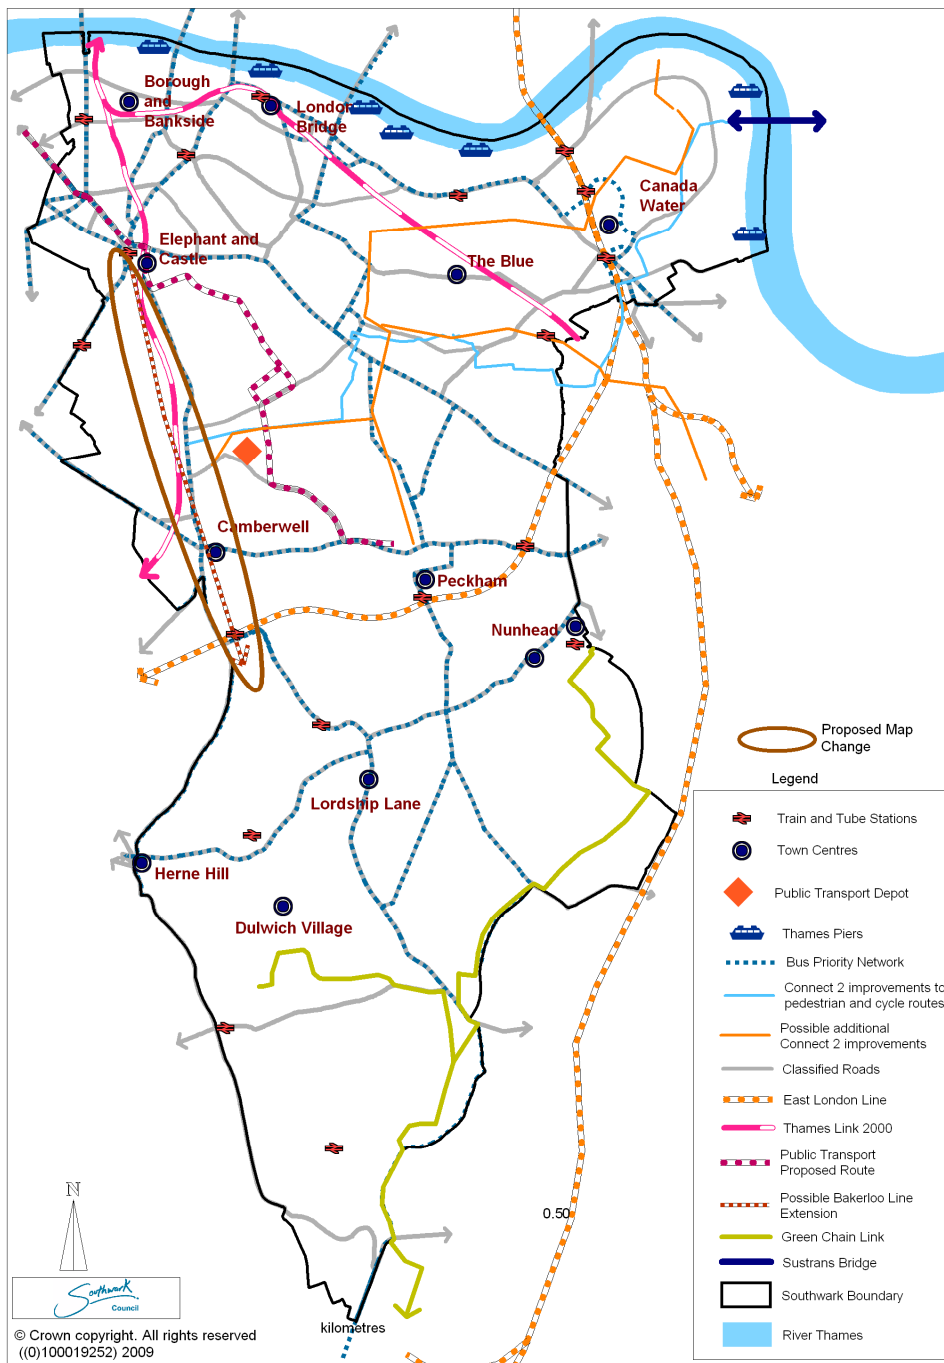 Borough
and
Bankside
London
Bridge
Canada
Water
Elephant and
Castle
The Blue
Camberwell
Peckham
Nunhead
Lordship Lane
Herne Hill
Dulwich Village
Proposed Map
Change
Legend
Train and Tube Stations
Town Centres
Public Transport Depot
Thames Piers
Bus Priority Network
Connect 2 improvements to
pedestrian and cycle routes
Possible additional
Connect 2 improvements
Classified Roads
East London Line
Thames Link 2000
Public Transport
Proposed Route
Possible Bakerloo Line
Extension
Green Chain Link
Sustrans Bridge
Southwark Boundary
River Thames
0.50
N
Southwark
Council
kilometres
© Crown copyright. All rights reserved
((0)100019252) 2009